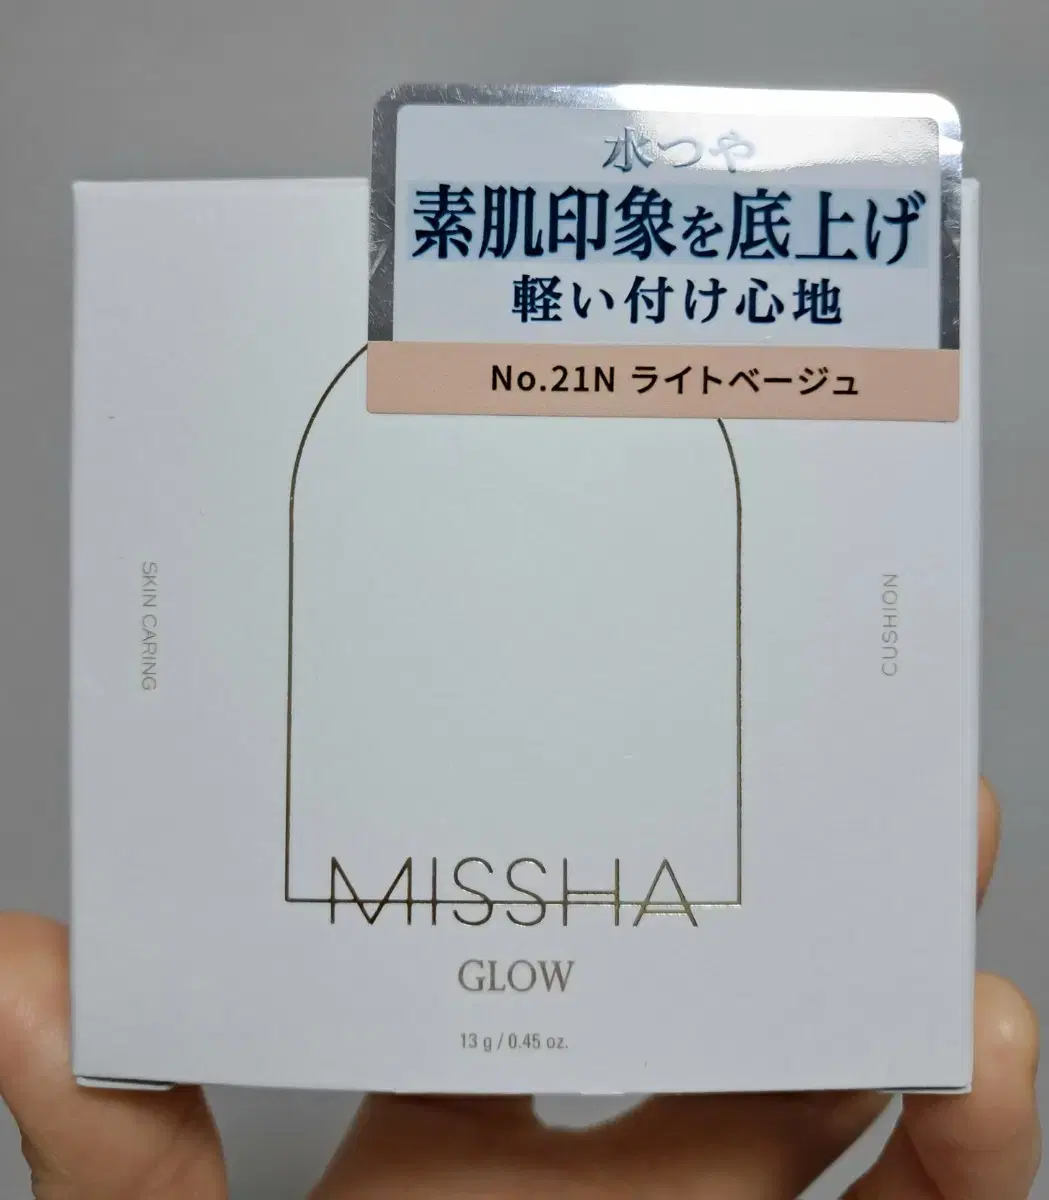 水つや
素肌印象を底上げ
軽い付け心地
No.21N ライトベージュ
SKIN CARING
CUSHION
MISSHA
GLOW
13 g / 0.45 oz.